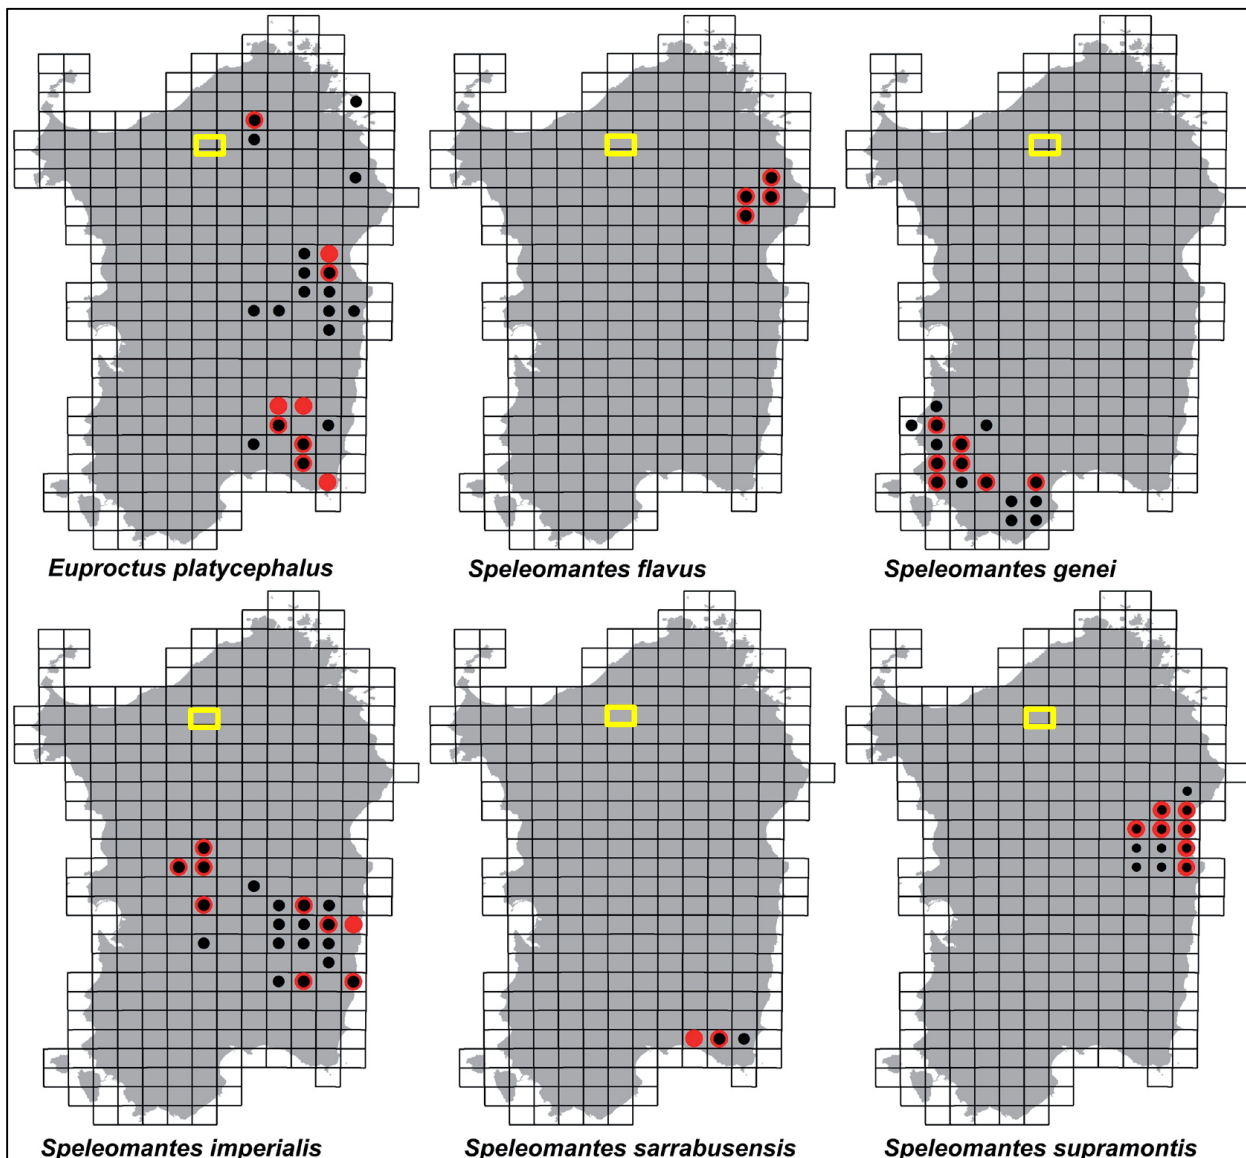 Euproctus platycephalus
Speleomantes flavus
Speleomantes genei
Speleomantes imperialis
Speleomantes sarrabusensis
Speleomantes supramontis